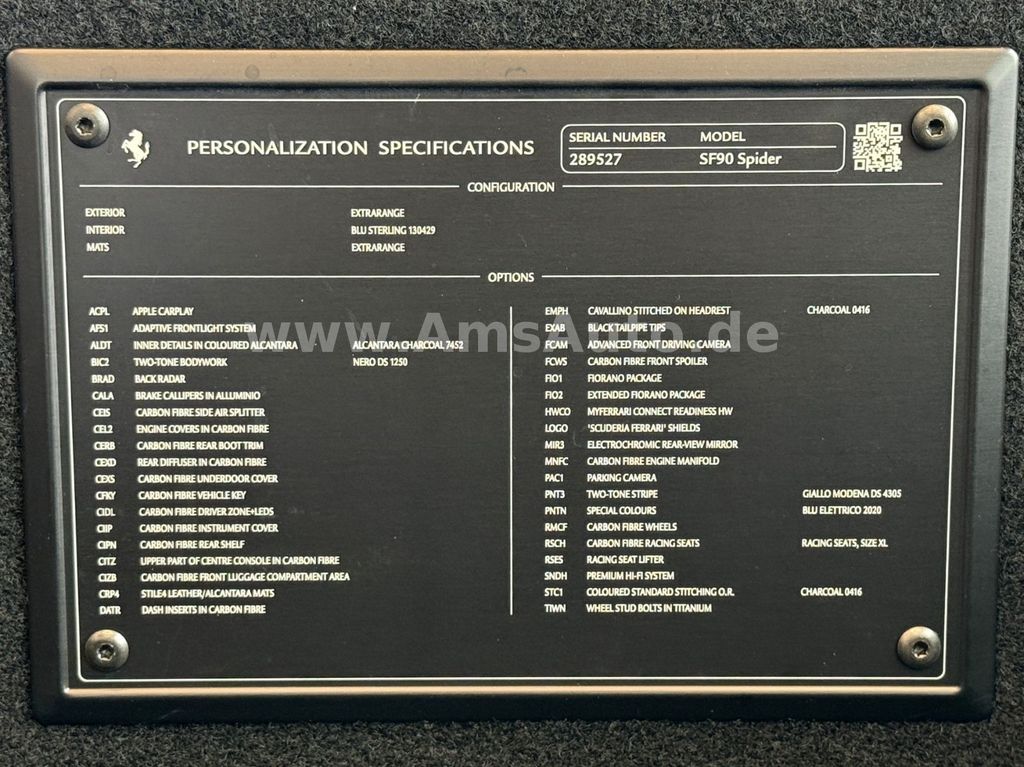 PERSONALIZATION SPECIFICATIONS
SERIAL NUMBER MODEL
289527 SF90 Spider
CONFIGURATION
EXTERIOR EXTRARANGE
INTERIOR BLU STERLING 130429
MATS EXTRARANGE
OPTIONS
ACPL APPLE CARPLAY
AFS1 ADAPTIVE FRONTLIGHT SYSTEM
ALDT INNER DETAILS IN COLOURED ALCANTARA ALCANTARA CHARCOAL 7452
BIC2 TWO-TONE BODYWORK NERO DS 1250
BRAD BACK RADAR
CALA BRAKE CALLIPERS IN ALLUMINIO
CEIS CARBON FIBRE SIDE AIR SPLITTER
CEL2 ENGINE COVERS IN CARBON FIBRE
CERB CARBON FIBRE REAR BOOT TRIM
CEXD REAR DIFFUSER IN CARBON FIBRE
CEXS CARBON FIBRE UNDERDOOR COVER
CFKY CARBON FIBRE VEHICLE KEY
CIDL CARBON FIBRE DRIVER ZONE+LEDS
CIIP CARBON FIBRE INSTRUMENT COVER
CIPN CARBON FIBRE REAR SHELF
CITZ UPPER PART OF CENTRE CONSOLE IN CARBON FIBRE
CIZB CARBON FIBRE FRONT LUGGAGE COMPARTMENT AREA
CRP4 STILE4 LEATHER/ALCANTARA MATS
DATR DASH INSERTS IN CARBON FIBRE
EMPH CAVALLINO STITCHED ON HEADREST CHARCOAL 0416
EXAB BLACK TAILPIPE TIPS
FCAM ADVANCED FRONT DRIVING CAMERA
FCWS CARBON FIBRE FRONT SPOILER
FIO1 FIORANO PACKAGE
FIO2 EXTENDED FIORANO PACKAGE
HWCO MYFERRARI CONNECT READINESS HW
LOGO "SCUDERIA FERRARI" SHIELDS
MIR3 ELECTROCHROMIC REAR-VIEW MIRROR
MNFC CARBON FIBRE ENGINE MANIFOLD
PAC1 PARKING CAMERA
PNT3 TWO-TONE STRIPE GIALLO MODENA DS 4305
PNTN SPECIAL COLOURS BLU ELETTRICO 2020
RMCF CARBON FIBRE WHEELS
RSCH CARBON FIBRE RACING SEATS RACING SEATS, SIZE XL
RSE5 RACING SEAT LIFTER
SNDH PREMIUM HI-FI SYSTEM
STC1 COLOURED STANDARD STITCHING O.R. CHARCOAL 0416
TIWN WHEEL STUD BOLTS IN TITANIUM
www.AmsAuto.de